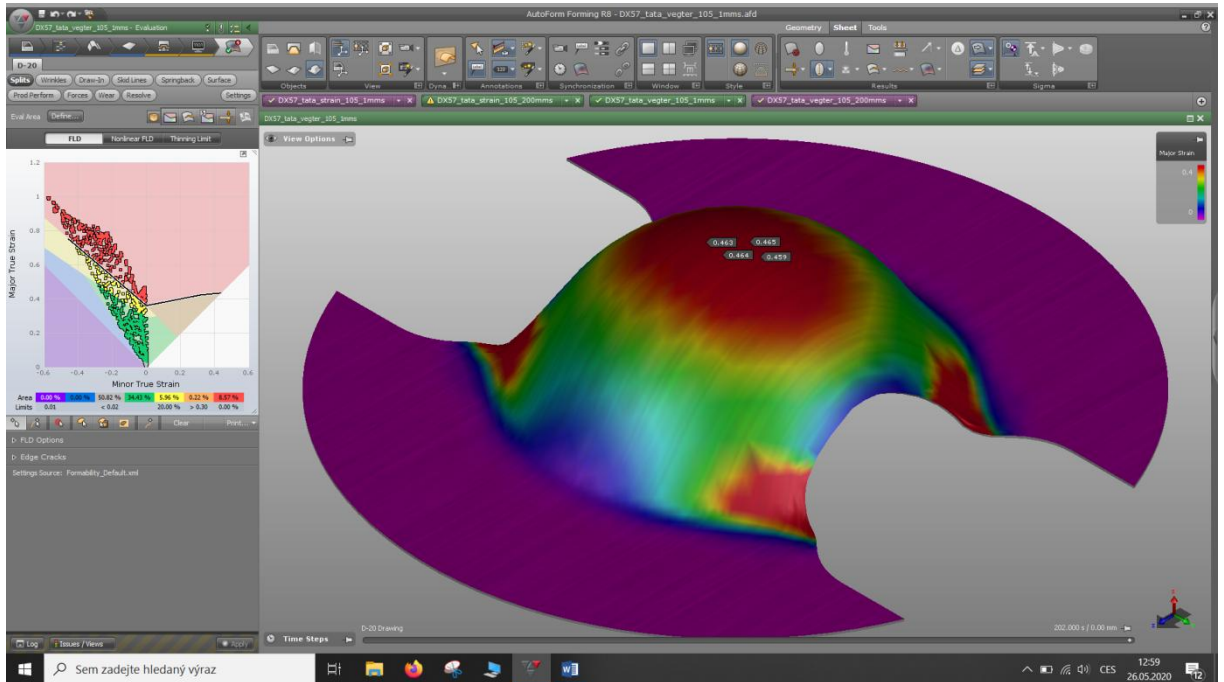 AutoForm Forming R8 - DX57_tata_vegter_105_1mms.afd
DX57_tata_vegter_105_1mms - Evaluation
Geometry Sheet Tools
D-20
Splits Wrinkles Draw-In Skid Lines Springback Surface
Prod Perform Forces Wear Resolve Settings
Objects View Dyna. Annotations Synchronization Window Style Results Sigma
DX57_tata_strain_105_1mms DX57_tata_strain_105_200mms DX57_tata_vegter_105_1mms DX57_tata_vegter_105_200mms
Eval Area Define...
DX57_tata_vegter_105_1mms
FLD Nonlinear FLD Thinning Limit
View Options
Major Strain
0.4
0
1.2
1
0.8
0.6
0.4
0.2
0
Major True Strain
-0.6 -0.4 -0.2 0 0.2 0.4 0.6
Minor True Strain
Area 0.00 % 0.00 % 50.82 % 34.43 % 5.96 % 0.22 % 8.57 %
Limits 0.01 < 0.02 20.00 % > 0.30 0.00 %
0.463 0.465
0.464 0.459
Clear Print...
FLD Options
Edge Cracks
Settings Source: Formability_Default.xml
D-20 Drawing
202.000 s / 0.00 mm
Log Issues / Views Apply
Time Steps
Sem zadejte hledaný výraz
CES
12:59
26.05.2020
12